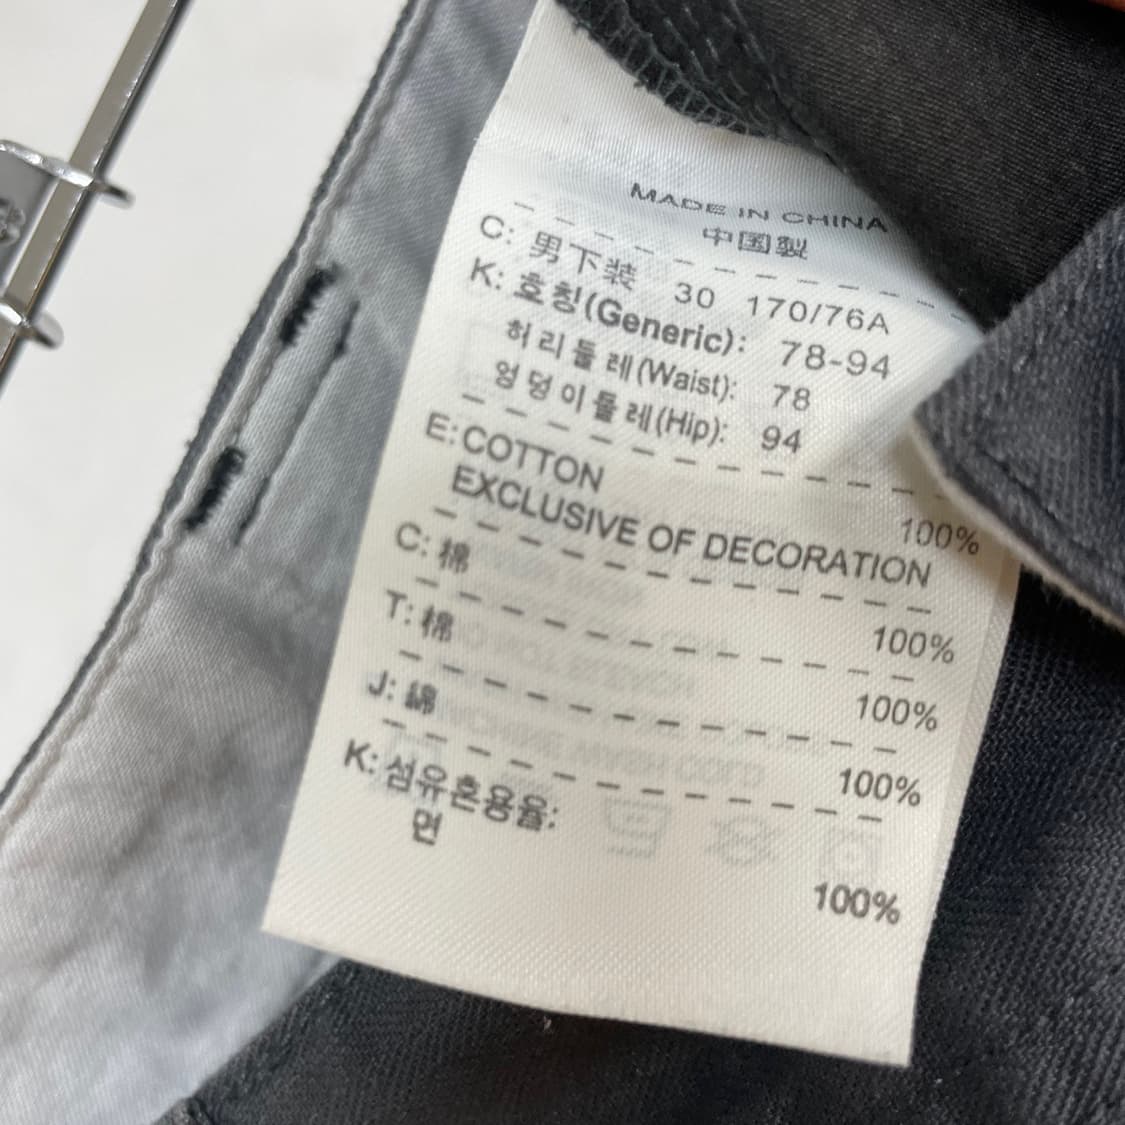 MADE IN CHINA
中国製
C: 男下装 30 170/76A
K: 호칭(Generic): 78-94
허리둘레(Waist): 78
엉덩이둘레(Hip): 94
E: COTTON 100%
EXCLUSIVE OF DECORATION
C: 棉 100%
T: 棉 100%
J: 綿 100%
K: 섬유혼용율:
면 100%